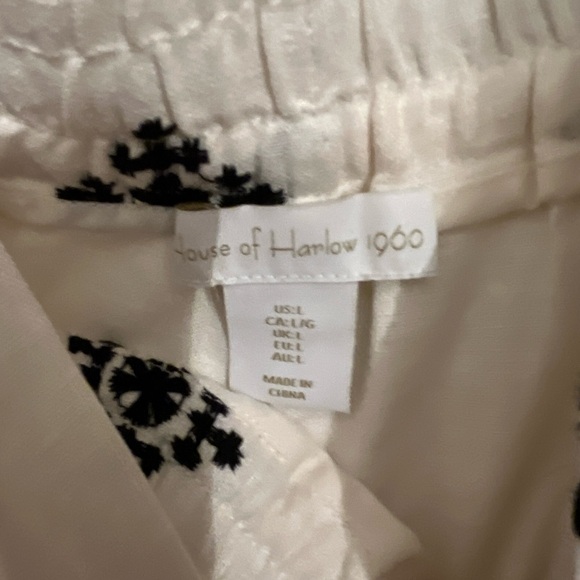 House of Harlow 1960
US:L
CA:L/G
UK:L
EU:L
AU:L
MADE IN
CHINA